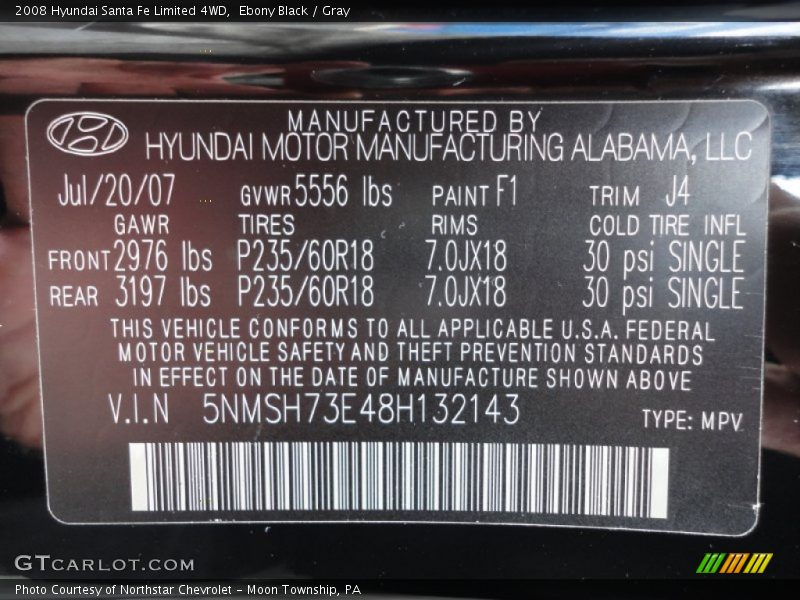 2008 Hyundai Santa Fe Limited 4WD, Ebony Black / Gray
MANUFACTURED BY
HYUNDAI MOTOR MANUFACTURING ALABAMA, LLC
Jul/20/07 GVWR 5556 lbs PAINT F1 TRIM J4
GAWR TIRES RIMS COLD TIRE INFL
FRONT 2976 lbs P235/60R18 7.0JX18 30 psi SINGLE
REAR 3197 lbs P235/60R18 7.0JX18 30 psi SINGLE
THIS VEHICLE CONFORMS TO ALL APPLICABLE U.S.A. FEDERAL
MOTOR VEHICLE SAFETY AND THEFT PREVENTION STANDARDS
IN EFFECT ON THE DATE OF MANUFACTURE SHOWN ABOVE
V.I.N 5NMSH73E48H132143 TYPE: MPV
GTCARLOT.COM
Photo Courtesy of Northstar Chevrolet - Moon Township, PA